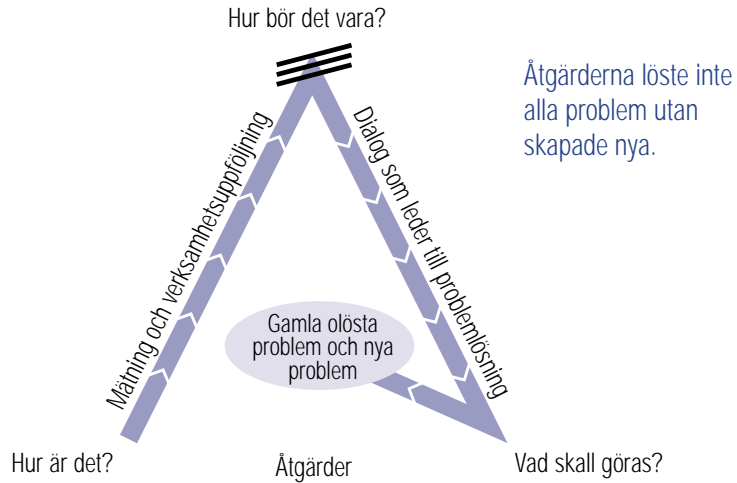 Hur bör det vara?
Åtgärderna löste inte
alla problem utan
skapade nya.
Mätning och verksamhetsuppföljning
Dialog som leder till problemlösning
Gamla olösta
problem och nya
problem
Hur är det?
Åtgärder
Vad skall göras?